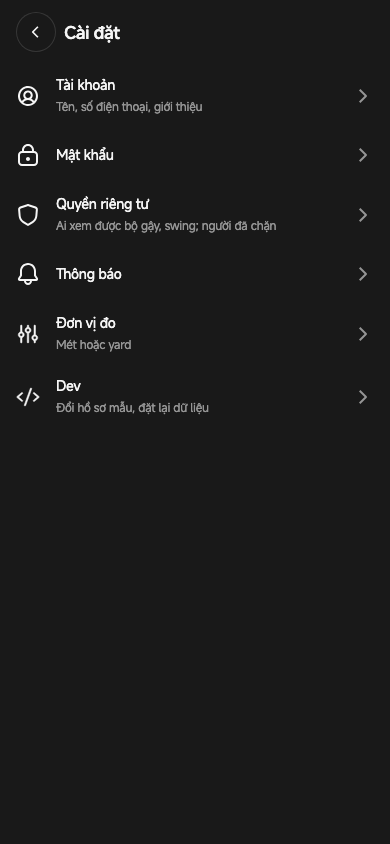 Cài đặt
Tài khoản
Tên, số điện thoại, giới thiệu
Mật khẩu
Quyền riêng tư
Ai xem được bộ gậy, swing; người đã chặn
Thông báo
Đơn vị đo
Mét hoặc yard
Dev
Đổi hồ sơ mẫu, đặt lại dữ liệu